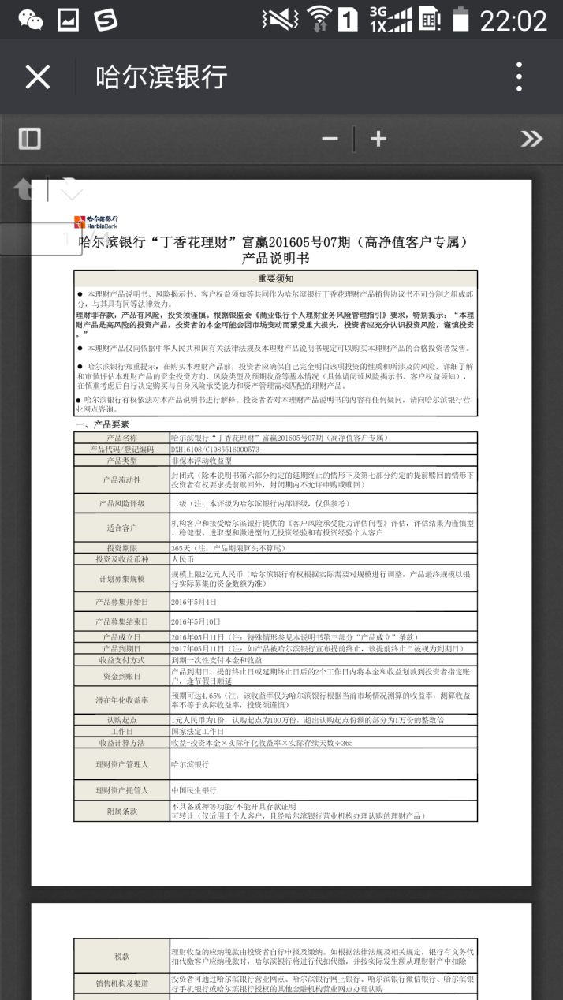 1
3G
1X
22:02
哈尔滨银行
哈尔滨银行
HarbinBank
1 / 4
哈尔滨银行“丁香花理财”富赢201605号07期（高净值客户专属）
产品说明书
重要须知
● 本理财产品说明书、风险揭示书、客户权益须知等共同作为哈尔滨银行丁香花理财产品销售协议书不可分割之组成部
分，与其具有同等法律效力。
理财非存款，产品有风险，投资须谨慎。根据银监会《商业银行个人理财业务风险管理指引》要求，特别提示：“本理
财产品是高风险的投资产品，投资者的本金可能会因市场变动而蒙受重大损失，投资者应充分认识投资风险，谨慎投资
。”
● 本理财产品仅向依据中华人民共和国有关法律法规及本理财产品说明书规定可以购买本理财产品的合格投资者发售。
● 哈尔滨银行郑重提示：在购买本理财产品前，投资者应确保自己完全明白该项投资的性质和所涉及的风险，详细了解
和审慎评估本理财产品的资金投资方向、风险类型及预期收益等基本情况（具体请阅读风险揭示书、客户权益须知），
在慎重考虑后自行决定购买与自身风险承受能力和资产管理需求匹配的理财产品。
● 哈尔滨银行有权依法对本产品说明书进行解释。投资者若对本理财产品说明书的内容有任何疑问，请向哈尔滨银行营
业网点咨询。
一、产品要素
产品名称 哈尔滨银行“丁香花理财”富赢201605号07期（高净值客户专属）
产品代码/登记编码 DXH16108/C1085516000573
产品类型 非保本浮动收益型
产品流动性 封闭式（除本说明书第六部分约定的延期终止的情形下及第七部分约定的提前赎回的情形下
投资者有权要求提前赎回外，封闭期内不允许申购或赎回）
产品风险评级 二级（注：本评级为哈尔滨银行内部评级，仅供参考）
适合客户 机构客户和接受哈尔滨银行提供的《客户风险承受能力评估问卷》评估，评估结果为谨慎型
、稳健型、进取型和激进型的无投资经验和有投资经验个人客户
投资期限 365天（注：产品期限算头不算尾）
投资及收益币种 人民币
计划募集规模 规模上限2亿元人民币（哈尔滨银行有权根据实际需要对规模进行调整，产品最终规模以银
行实际募集的资金数额为准）
产品募集开始日 2016年5月4日
产品募集结束日 2016年5月10日
产品成立日 2016年05月11日（注：特殊情形参见本说明书第三部分“产品成立”条款）
产品到期日 2017年05月11日（注：如产品被哈尔滨银行宣布提前终止，该提前终止日被视为到期日）
收益支付方式 到期一次性支付本金和收益
资金到账日 产品到期日、提前终止日或延期终止日后的2个工作日内将本金和收益划款到投资者指定账
户，逢节假日顺延
潜在年化收益率 预期可达4.65%（注：该收益率仅为哈尔滨银行根据当前市场情况测算的收益率，测算收益
率不等于实际收益率，投资须谨慎）
认购起点 1元人民币为1份，认购起点为100万份，超出认购起点份额的部分为1万份的整数倍
工作日 国家法定工作日
收益计算方法 收益=投资本金×实际年化收益率×实际存续天数÷365
理财资产管理人 哈尔滨银行
理财资产托管人 中国民生银行
附属条款 不具备质押等功能/不能开具存款证明
可转让（仅适用于个人客户，且经哈尔滨银行营业机构办理认购的理财产品）
税款 理财收益的应纳税款由投资者自行申报及缴纳。如根据法律法规及相关规定，银行有义务代
扣代缴客户应纳税款时，哈尔滨银行将进行代扣代缴，并按实际发生额从理财财产中扣除
销售机构及渠道 投资者可通过哈尔滨银行营业网点、哈尔滨银行网上银行、哈尔滨银行微信银行、哈尔滨银
行手机银行或哈尔滨银行授权的其他金融机构营业网点办理认购